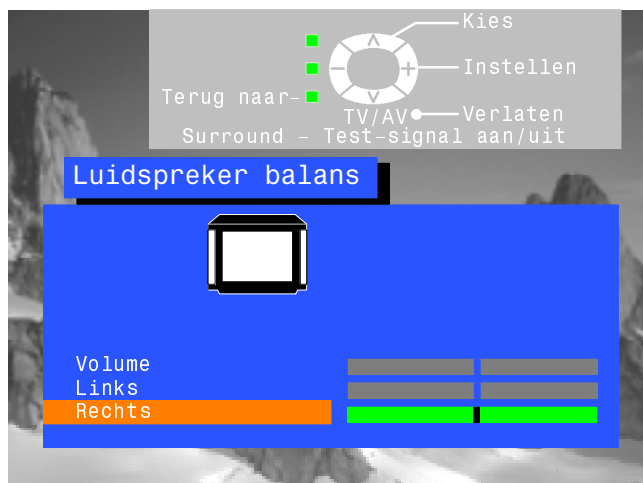 Kies
Instellen
Terug naar-
TV/AV Verlaten
Surround - Test-signal aan/uit
Luidspreker balans
Volume
Links
Rechts